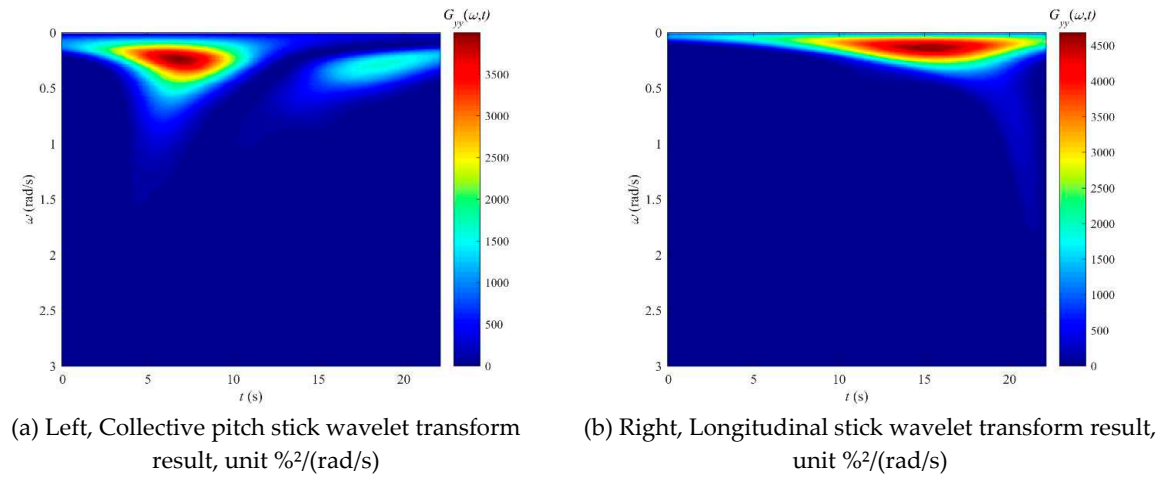 G_yy(ω,t)
0
0.5
1
1.5
2
2.5
3
ω (rad/s)
0 5 10 15 20
t (s)
3500
3000
2500
2000
1500
1000
500
0
G_yy(ω,t)
0
0.5
1
1.5
2
2.5
3
ω (rad/s)
0 5 10 15 20
t (s)
4500
4000
3500
3000
2500
2000
1500
1000
500
0
(a) Left, Collective pitch stick wavelet transform
result, unit %²/(rad/s)
(b) Right, Longitudinal stick wavelet transform result,
unit %²/(rad/s)